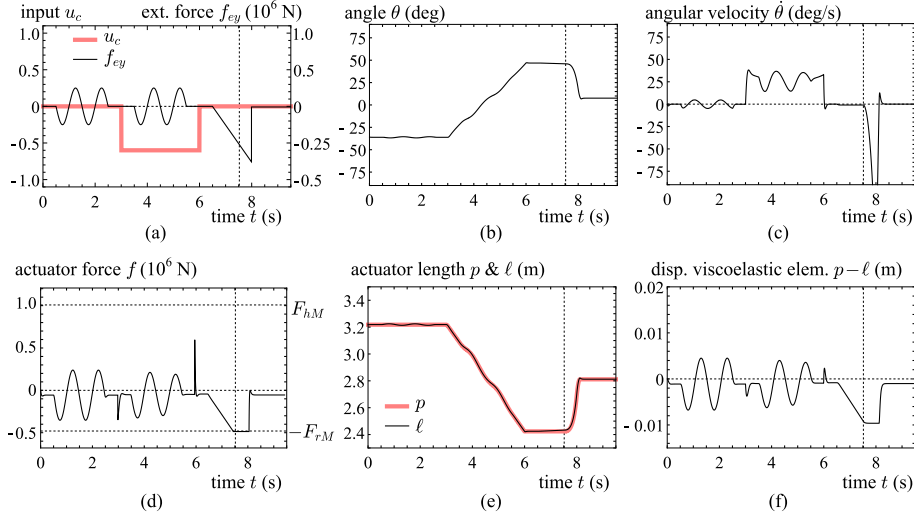 input u_c ext. force f_ey (10^6 N)
1.0 1.0
0.5 u_c f_ey 0.5
0 0
-0.5 -0.25
-1.0 -0.5
0 2 4 6 8
time t (s)
(a)
angle θ (deg)
75
50
25
0
-25
-50
-75
0 2 4 6 8
time t (s)
(b)
angular velocity θ̇ (deg/s)
75
50
25
0
-25
-50
-75
0 2 4 6 8
time t (s)
(c)
actuator force f (10^6 N)
1.0 F_hM
0.5
0
-0.5 -F_rM
0 2 4 6 8
time t (s)
(d)
actuator length p & ℓ (m)
3.6
3.2
2.8
2.4
p
ℓ
0 2 4 6 8
time t (s)
(e)
disp. viscoelastic elem. p-ℓ (m)
0.02
0.01
0
-0.01
0 2 4 6 8
time t (s)
(f)